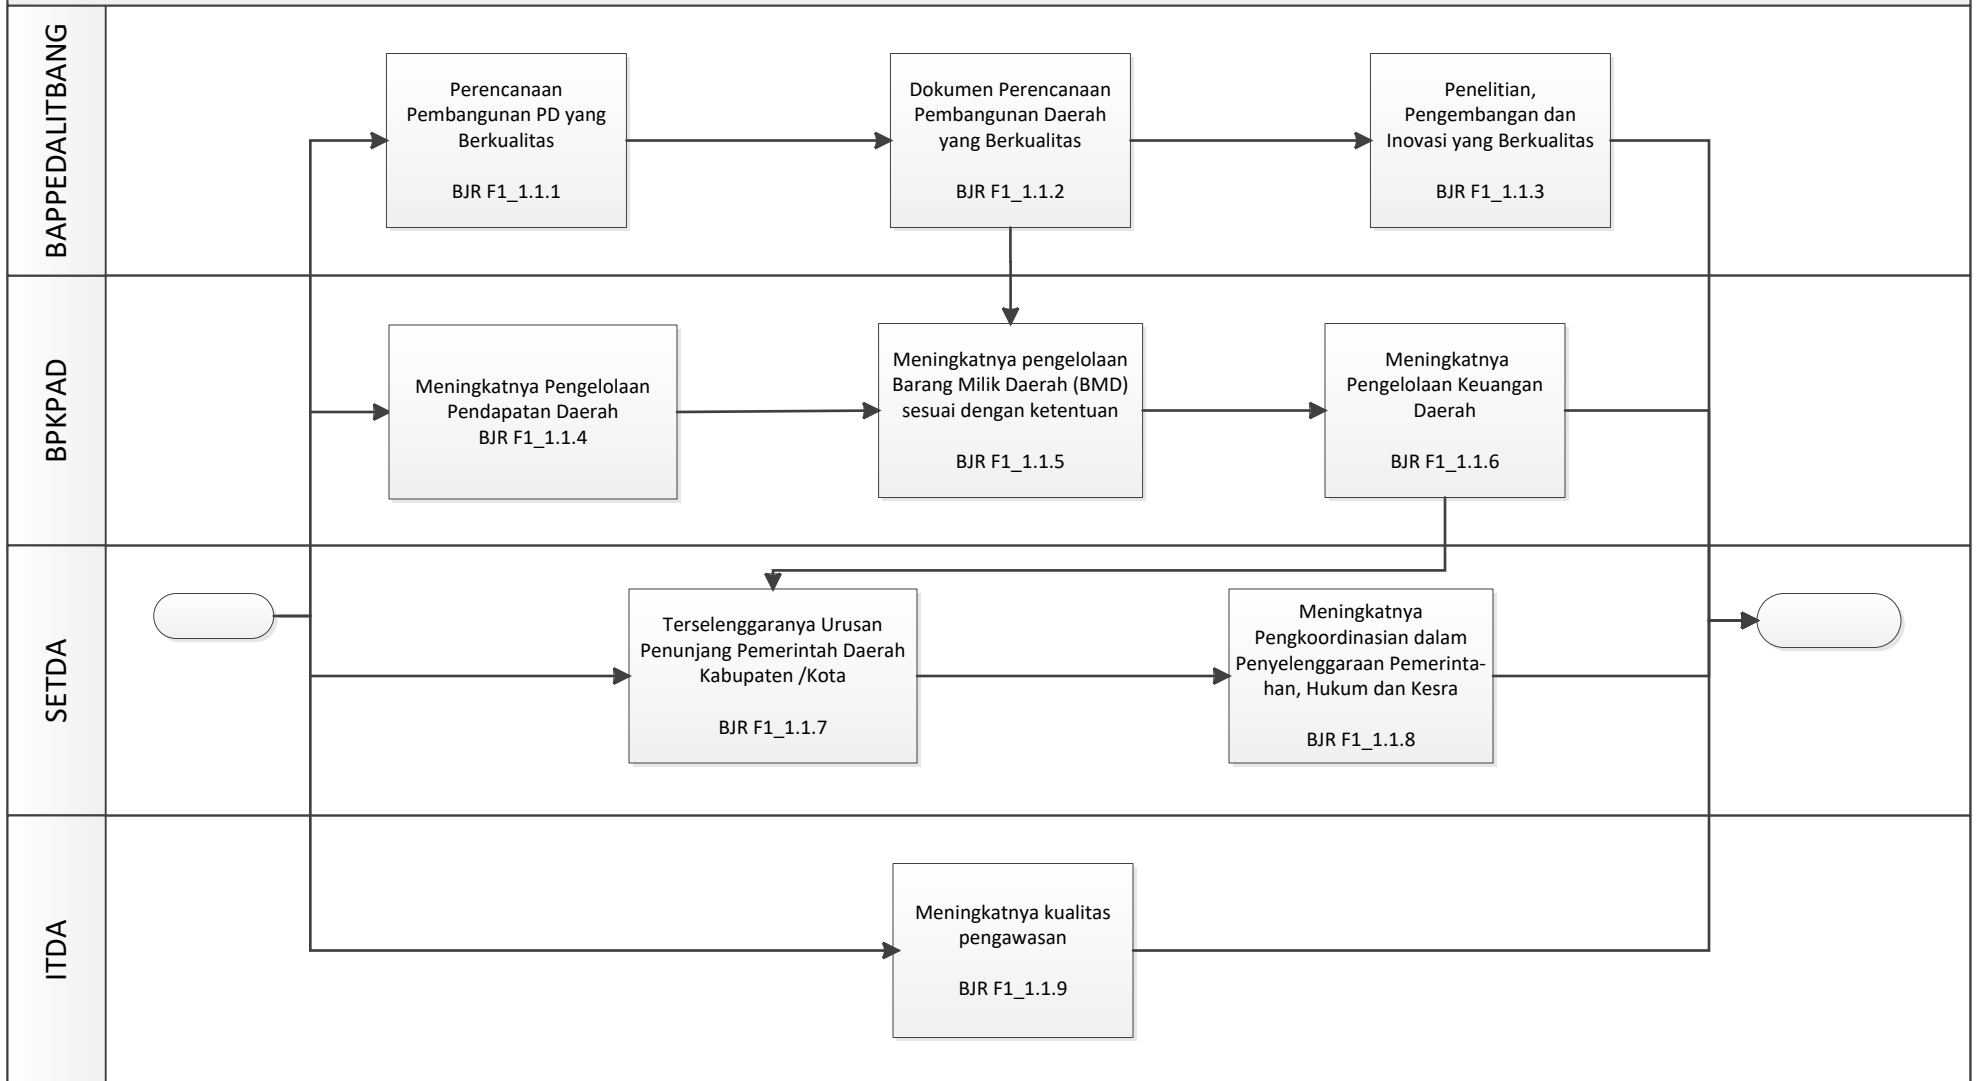 BAPPEDALITBANG
Perencanaan
Pembangunan PD yang
Berkualitas
BJR F1_1.1.1
Dokumen Perencanaan
Pembangunan Daerah
yang Berkualitas
BJR F1_1.1.2
Penelitian,
Pengembangan dan
Inovasi yang Berkualitas
BJR F1_1.1.3
BPKPAD
Meningkatnya Pengelolaan
Pendapatan Daerah
BJR F1_1.1.4
Meningkatnya pengelolaan
Barang Milik Daerah (BMD)
sesuai dengan ketentuan
BJR F1_1.1.5
Meningkatnya
Pengelolaan Keuangan
Daerah
BJR F1_1.1.6
SETDA
Terselenggaranya Urusan
Penunjang Pemerintah Daerah
Kabupaten /Kota
BJR F1_1.1.7
Meningkatnya
Pengkoordinasian dalam
Penyelenggaraan Pemerinta-
han, Hukum dan Kesra
BJR F1_1.1.8
ITDA
Meningkatnya kualitas
pengawasan
BJR F1_1.1.9